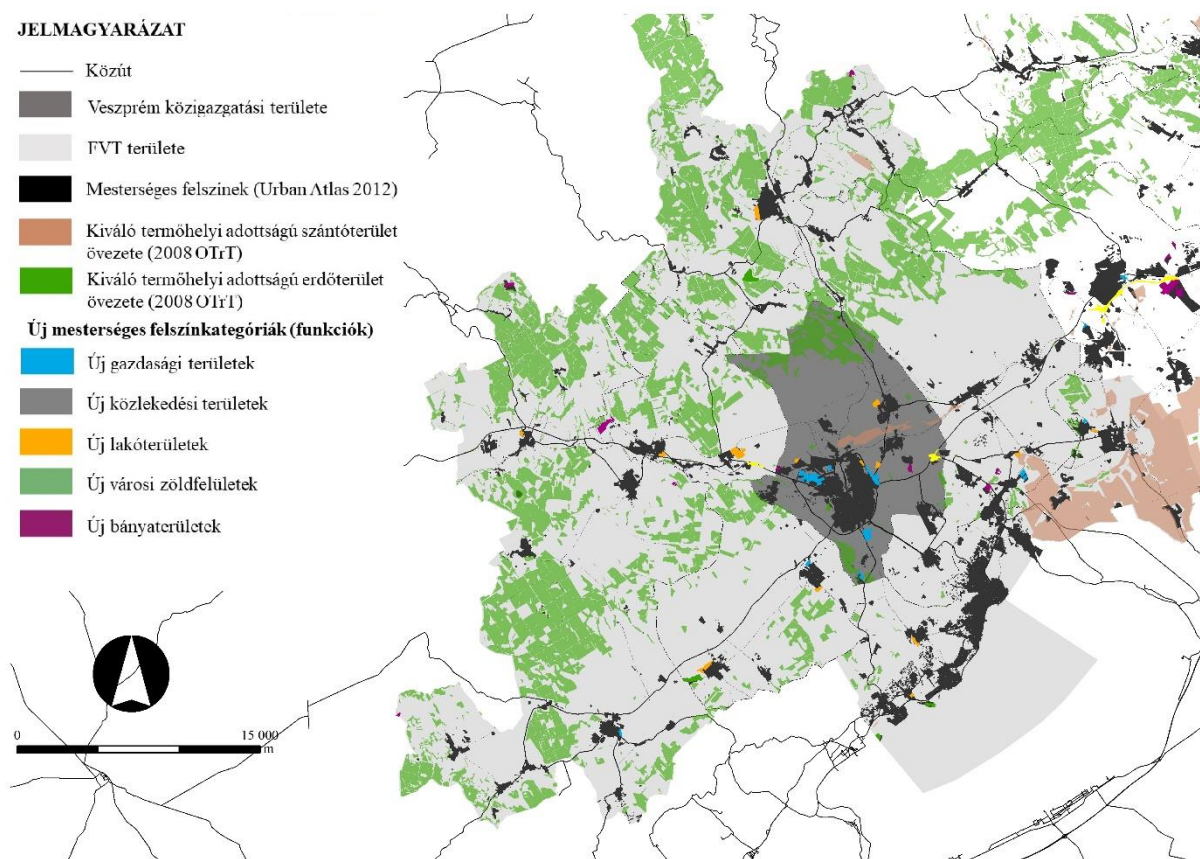 JELMAGYARÁZAT
Közút
Veszprém közigazgatási területe
FVT területe
Mesterséges felszínek (Urban Atlas 2012)
Kiváló termőhelyi adottságú szántóterület
övezete (2008 OTrT)
Kiváló termőhelyi adottságú erdőterület
övezete (2008 OTrT)
Új mesterséges felszínkategóriák (funkciók)
Új gazdasági területek
Új közlekedési területek
Új lakóterületek
Új városi zöldfelületek
Új bányaterületek
0 15 000
m